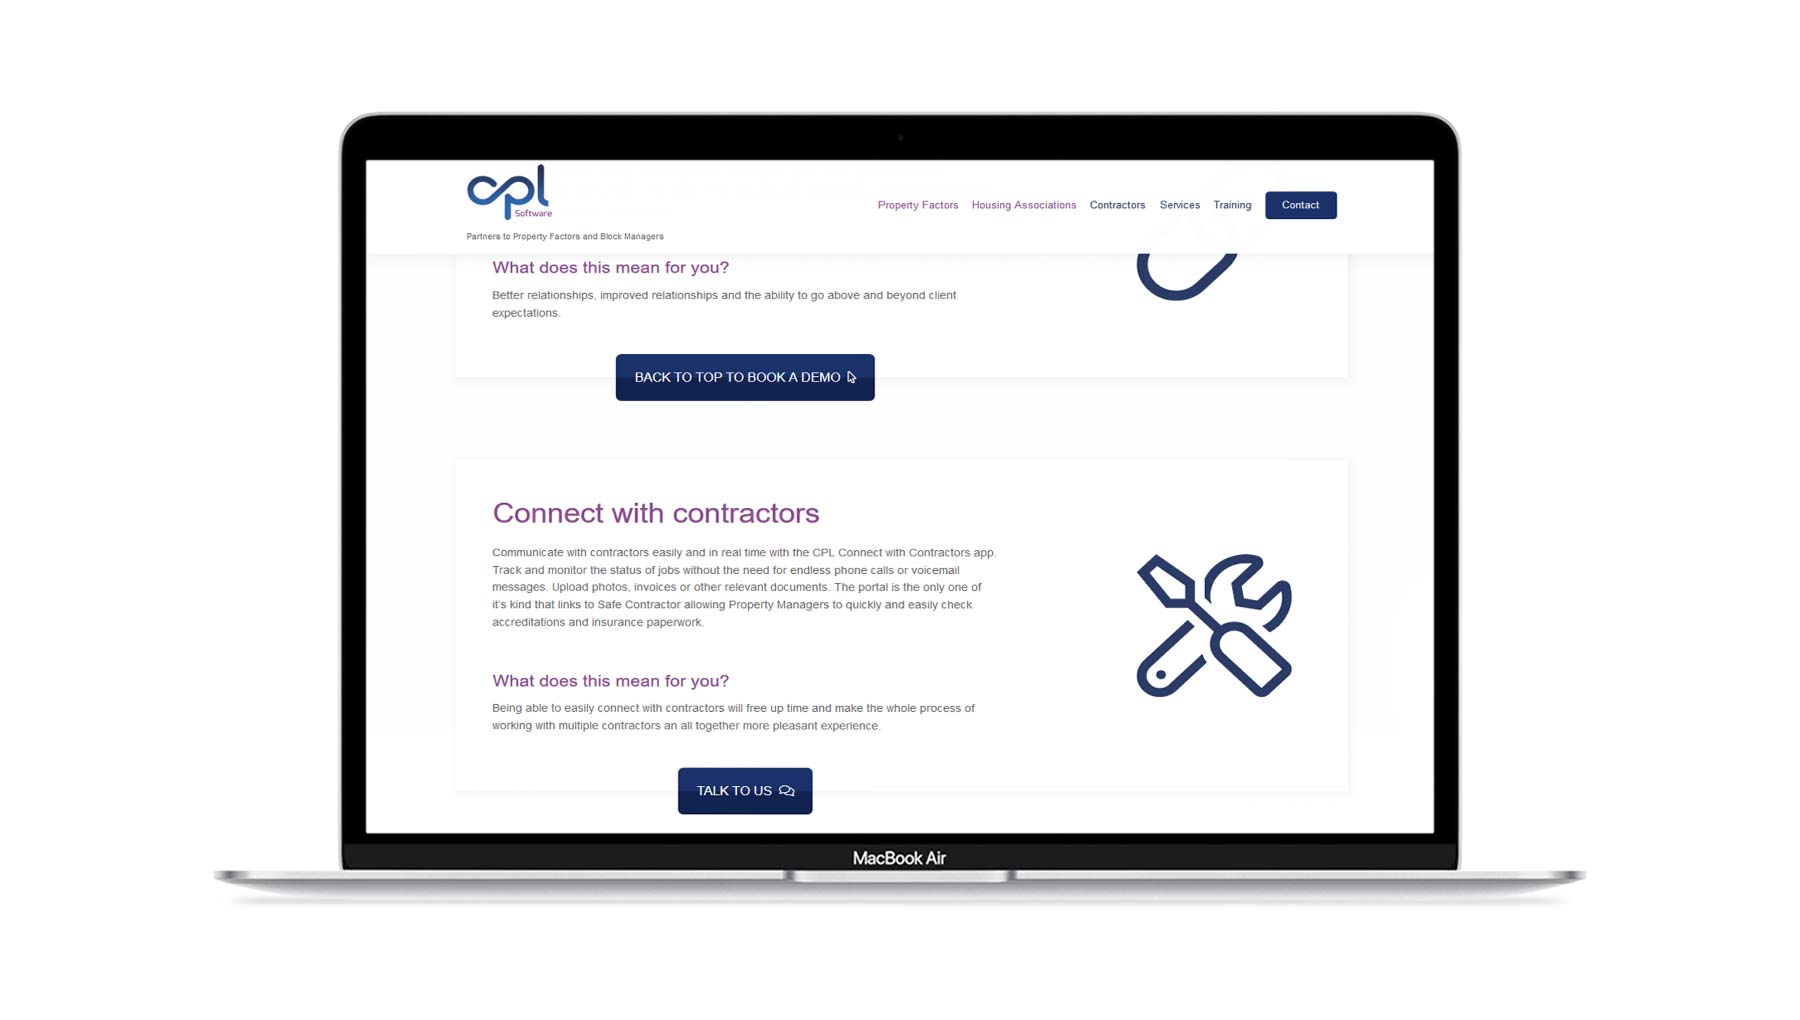 cpl
Software
Partners to Property Factors and Block Managers
Property Factors Housing Associations Contractors Services Training Contact
What does this mean for you?
Better relationships, improved relationships and the ability to go above and beyond client
expectations.
BACK TO TOP TO BOOK A DEMO
Connect with contractors
Communicate with contractors easily and in real time with the CPL Connect with Contractors app.
Track and monitor the status of jobs without the need for endless phone calls or voicemail
messages. Upload photos, invoices or other relevant documents. The portal is the only one of
it's kind that links to Safe Contractor allowing Property Managers to quickly and easily check
accreditations and insurance paperwork.
What does this mean for you?
Being able to easily connect with contractors will free up time and make the whole process of
working with multiple contractors an all together more pleasant experience.
TALK TO US
MacBook Air